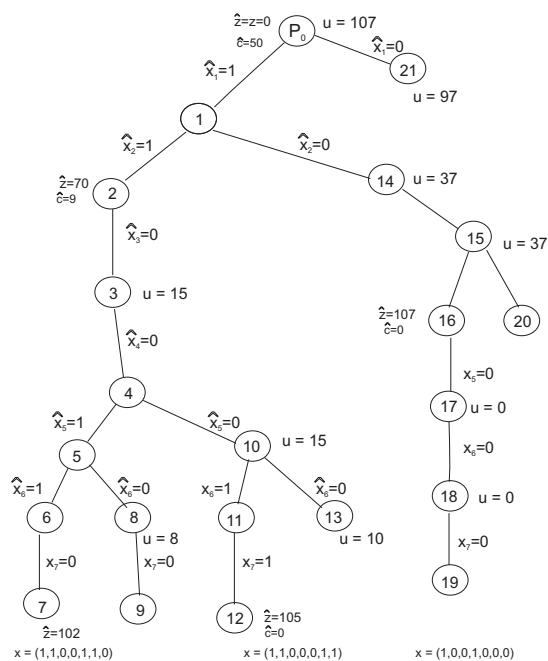 ẑ=z=0
P₀
u = 107
ĉ=50
x̂₁=1
x̂₁=0
21
u = 97
1
x̂₂=1
x̂₂=0
ẑ=70
ĉ=9
2
14
u = 37
x̂₃=0
15
u = 37
3
u = 15
ẑ=107
ĉ=0
16
20
x̂₄=0
x₅=0
4
17
u = 0
x̂₅=1
x̂₅=0
x₆=0
5
10
u = 15
x̂₆=1
x̂₆=0
x₆=1
x̂₆=0
18
u = 0
6
8
11
13
u = 8
u = 10
x₇=0
x₇=0
x₇=1
x₇=0
19
7
9
12
ẑ=105
ĉ=0
ẑ=102
x = (1,1,0,0,1,1,0)
x = (1,1,0,0,0,1,1)
x = (1,0,0,1,0,0,0)